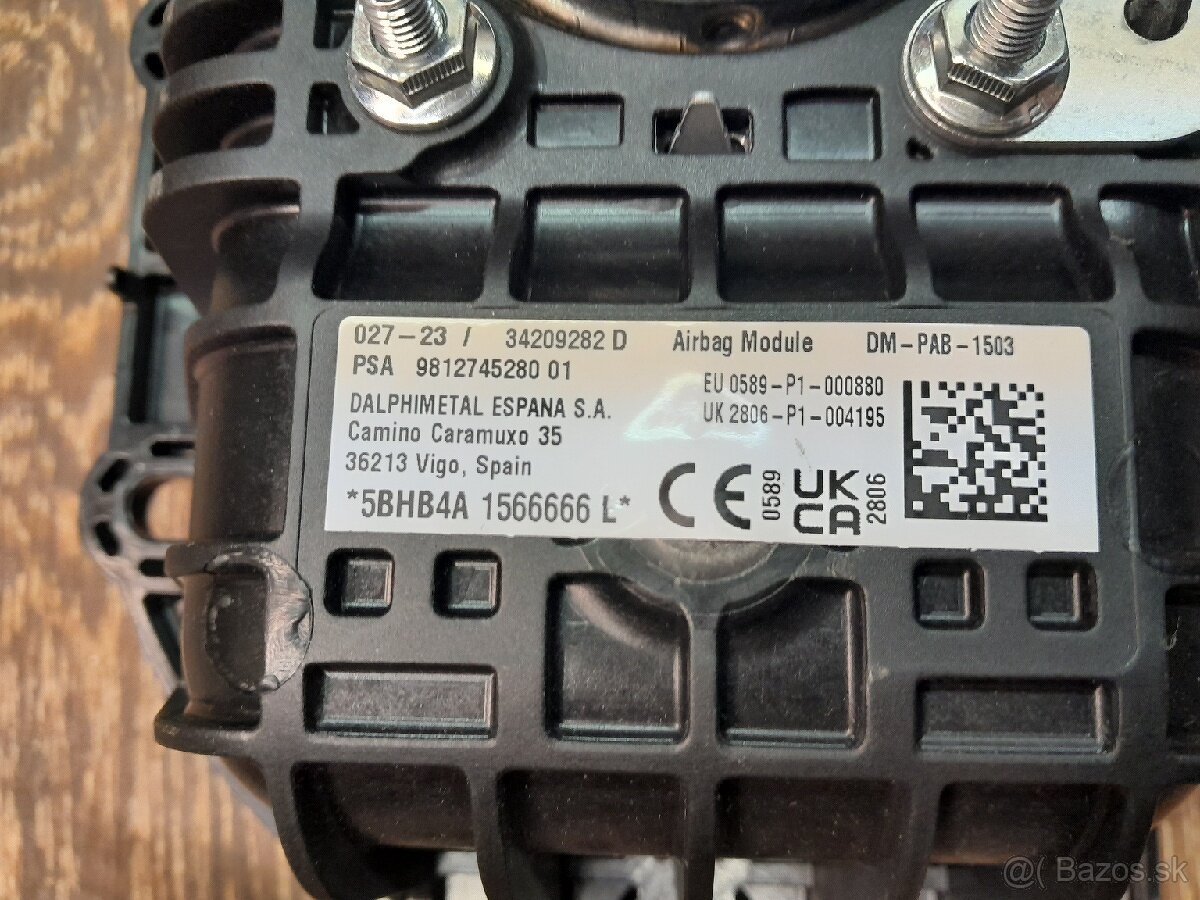 027-23 / 34209282 D Airbag Module DM-PAB-1503
PSA 9812745280 01
EU 0589-P1-000880
UK 2806-P1-004195
DALPHIMETAL ESPANA S.A.
Camino Caramuxo 35
36213 Vigo, Spain
*5BHB4A 1566666 L*
CE 0589
UK
CA
2806
@( Bazos.sk